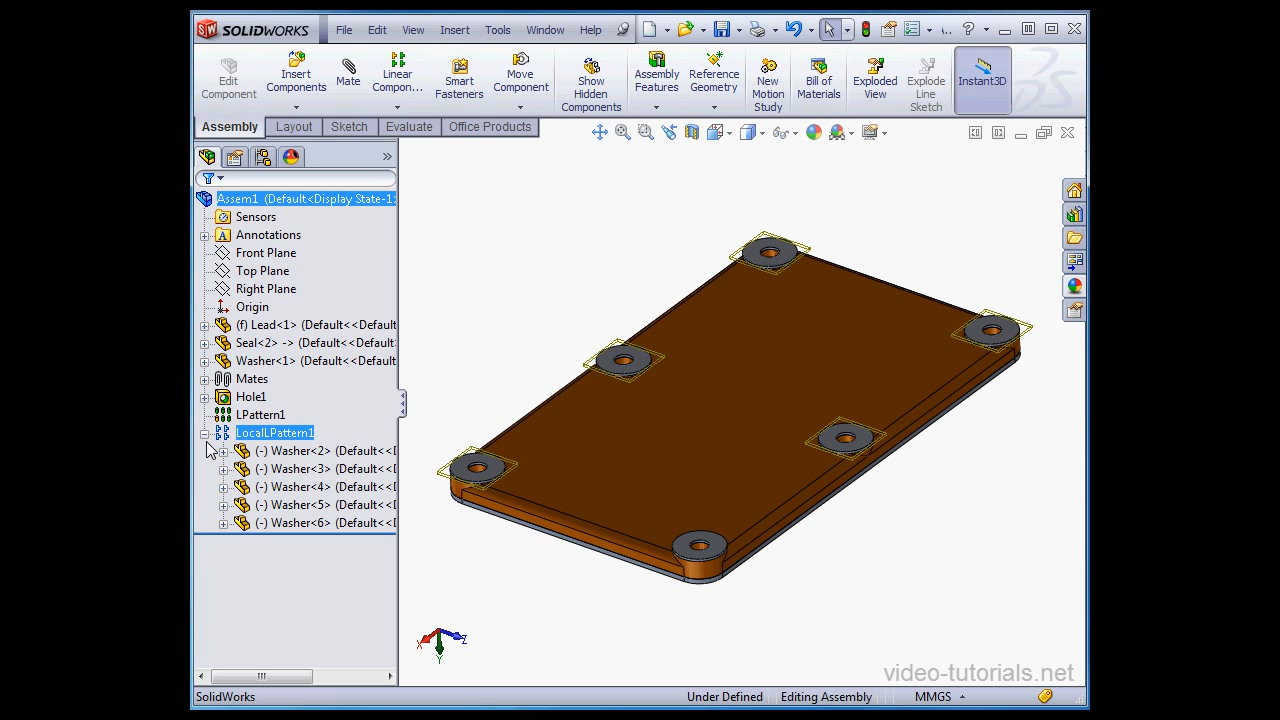 SW SOLIDWORKS File Edit View Insert Tools Window Help
Edit Component
Insert Components
Mate
Linear Compon...
Smart Fasteners
Move Component
Show Hidden Components
Assembly Features
Reference Geometry
New Motion Study
Bill of Materials
Exploded View
Explode Line Sketch
Instant3D
Assembly Layout Sketch Evaluate Office Products
Assem1 (Default<Display State-1>
Sensors
A Annotations
Front Plane
Top Plane
Right Plane
Origin
(f) Lead<1> (Default<<Default
Seal<2> -> (Default<<Default
Washer<1> (Default<<Default
Mates
Hole1
LPattern1
LocalLPattern1
(-) Washer<2> (Default<<D
(-) Washer<3> (Default<<D
(-) Washer<4> (Default<<D
(-) Washer<5> (Default<<D
(-) Washer<6> (Default<<D
X Y Z
video-tutorials.net
SolidWorks Under Defined Editing Assembly MMGS